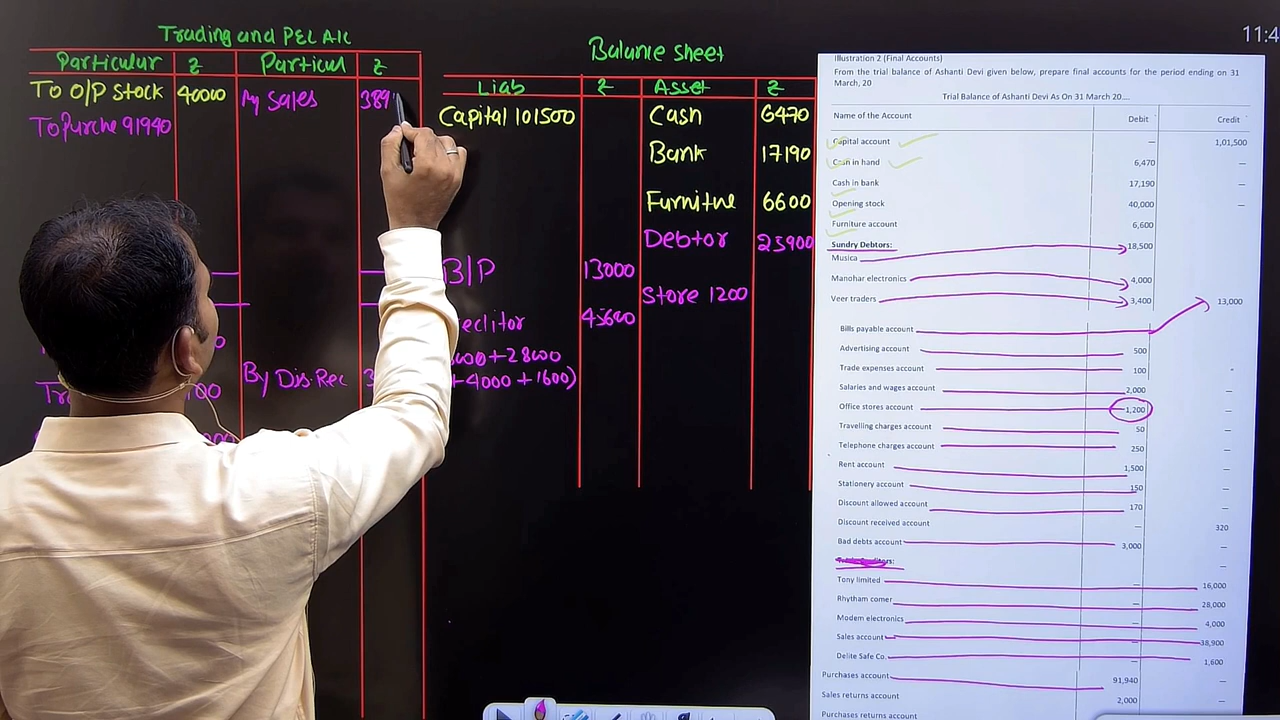 11:4
Trading and P&L A/c
Particular ₹ Particul ₹
To O/P stock 40000 By Sales 389
To Purche 91940
By Dis. Rec
Balance sheet
Liab ₹ Asset ₹
Capital 101500 Cash 6470
Bank 17190
Furnitue 6600
Debtor 25900
B/P 13000
Store 1200
45600
+28000
+4000 +1600)
Illustration 2 (Final Accounts)
From the trial balance of Ashanti Devi given below, prepare final accounts for the period ending on 31
March, 20
Trial Balance of Ashanti Devi As On 31 March 20....
Name of the Account Debit Credit
Capital account — 1,01,500
Cash in hand 6,470 —
Cash in bank 17,190 —
Opening stock 40,000 —
Furniture account 6,600
Sundry Debtors: 18,500
Musica
Manohar electronics 4,000
Veer traders 3,400 13,000
Bills payable account
Advertising account 500
Trade expenses account 100
Salaries and wages account 2,000 —
Office stores account 1,200 —
Travelling charges account 50 —
Telephone charges account 250 —
Rent account 1,500 —
Stationery account 150 —
Discount allowed account 170 —
Discount received account — 320
Bad debts account 3,000 —
Tony limited — 16,000
Rhytham corner — 28,000
Modem electronics — 4,000
Sales account — 38,900
Delite Safe Co. — 1,600
Purchases account 91,940 —
Sales returns account 2,000 —
Purchases returns account